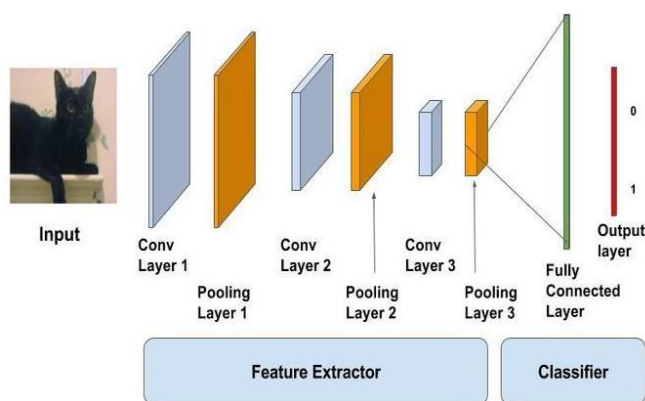 0
1
Input
Output
layer
Conv
Layer 1
Conv
Layer 2
Conv
Layer 3
Fully
Connected
Layer
Pooling
Layer 1
Pooling
Layer 2
Pooling
Layer 3
Feature Extractor
Classifier